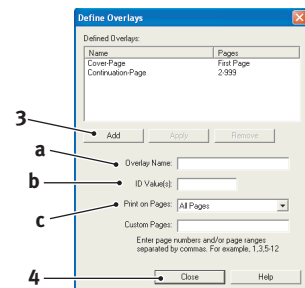 Define Overlays
Defined Overlays:
Name Pages
Cover-Page First Page
Continuation-Page 2-999
3
Add Apply Remove
a
Overlay Name:
b
ID Value(s):
c
Print on Pages: All Pages
Custom Pages:
Enter page numbers and/or page ranges
separated by commas. For example, 1,3,5-12
4
Close Help